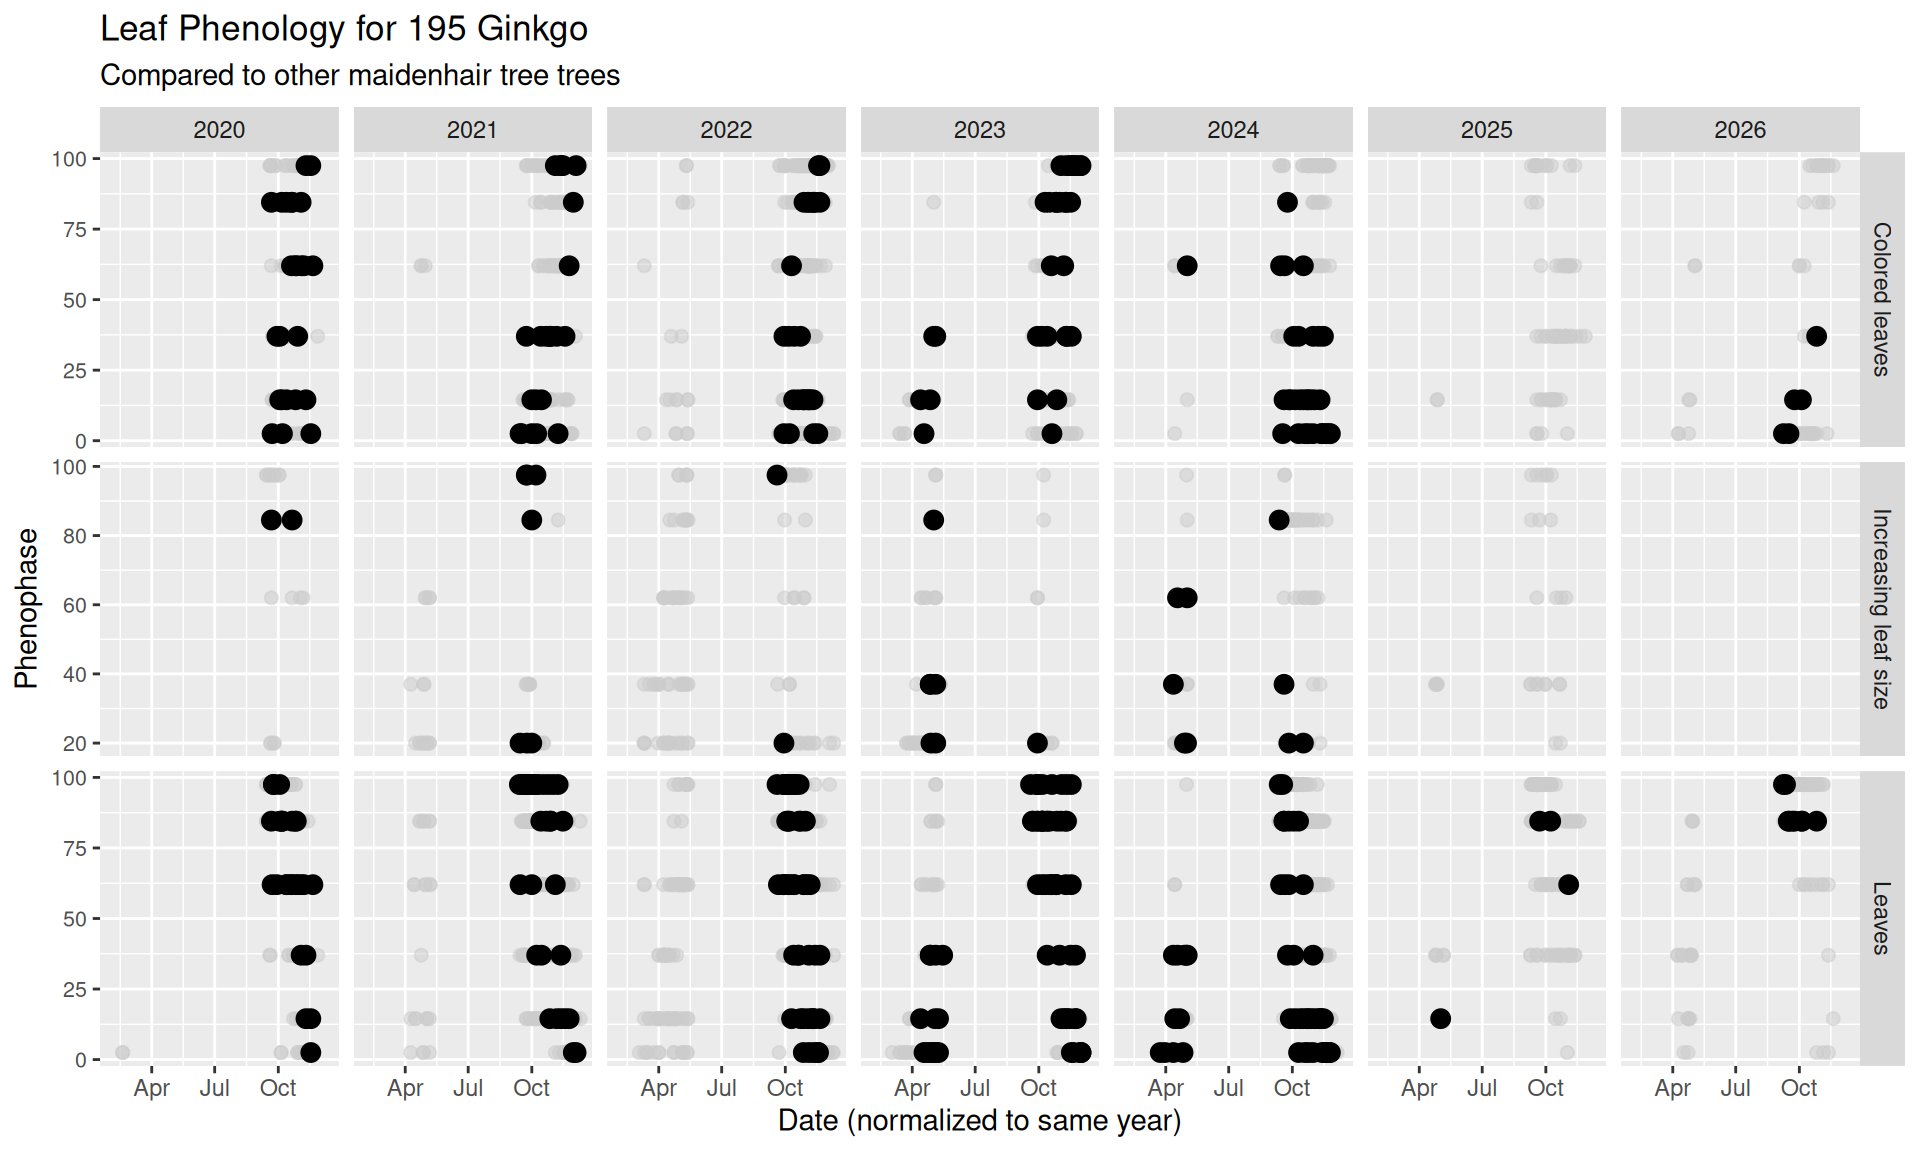 Leaf Phenology for 195 Ginkgo
Compared to other maidenhair tree trees
2020 2021 2022 2023 2024 2025 2026
Phenophase
100
75
50
25
0
Colored leaves
100
80
60
40
20
Increasing leaf size
100
75
50
25
0
Leaves
Apr Jul Oct Apr Jul Oct Apr Jul Oct Apr Jul Oct Apr Jul Oct Apr Jul Oct Apr Jul Oct
Date (normalized to same year)